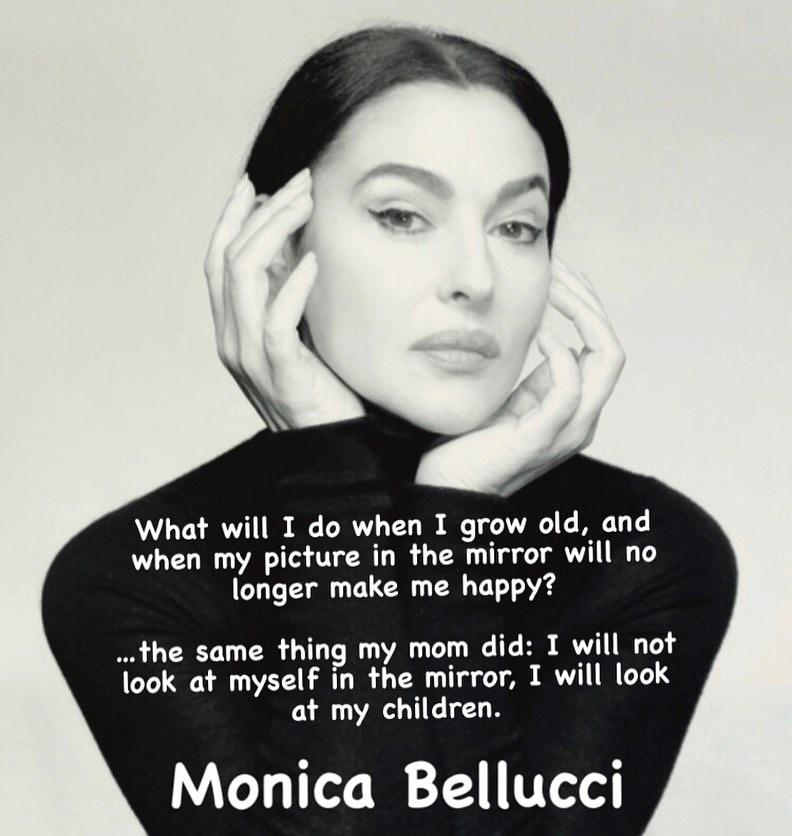 What will I do when I grow old, and
when my picture in the mirror will no
longer make me happy?
...the same thing my mom did: I will not
look at myself in the mirror, I will look
at my children.
Monica Bellucci